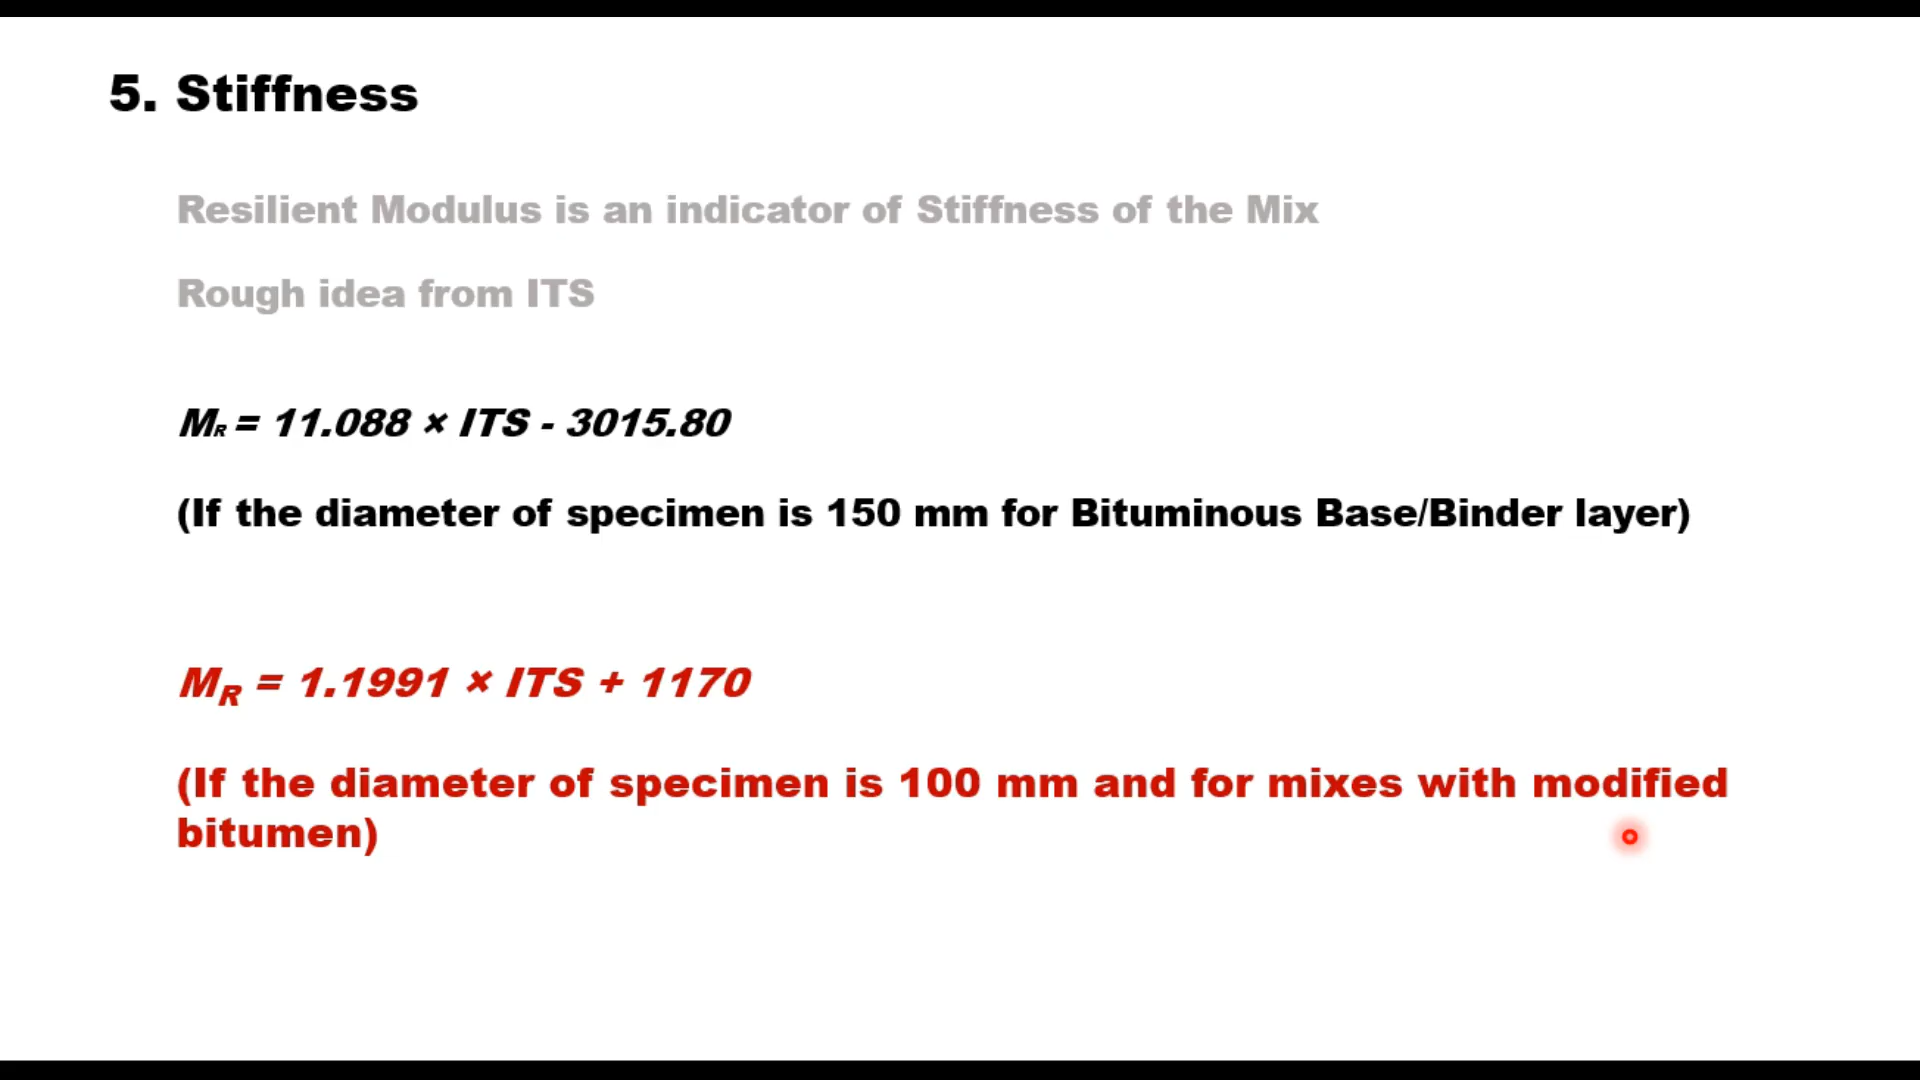 5. Stiffness
Resilient Modulus is an indicator of Stiffness of the Mix
Rough idea from ITS
MR = 11.088 × ITS - 3015.80
(If the diameter of specimen is 150 mm for Bituminous Base/Binder layer)
MR = 1.1991 × ITS + 1170
(If the diameter of specimen is 100 mm and for mixes with modified
bitumen)